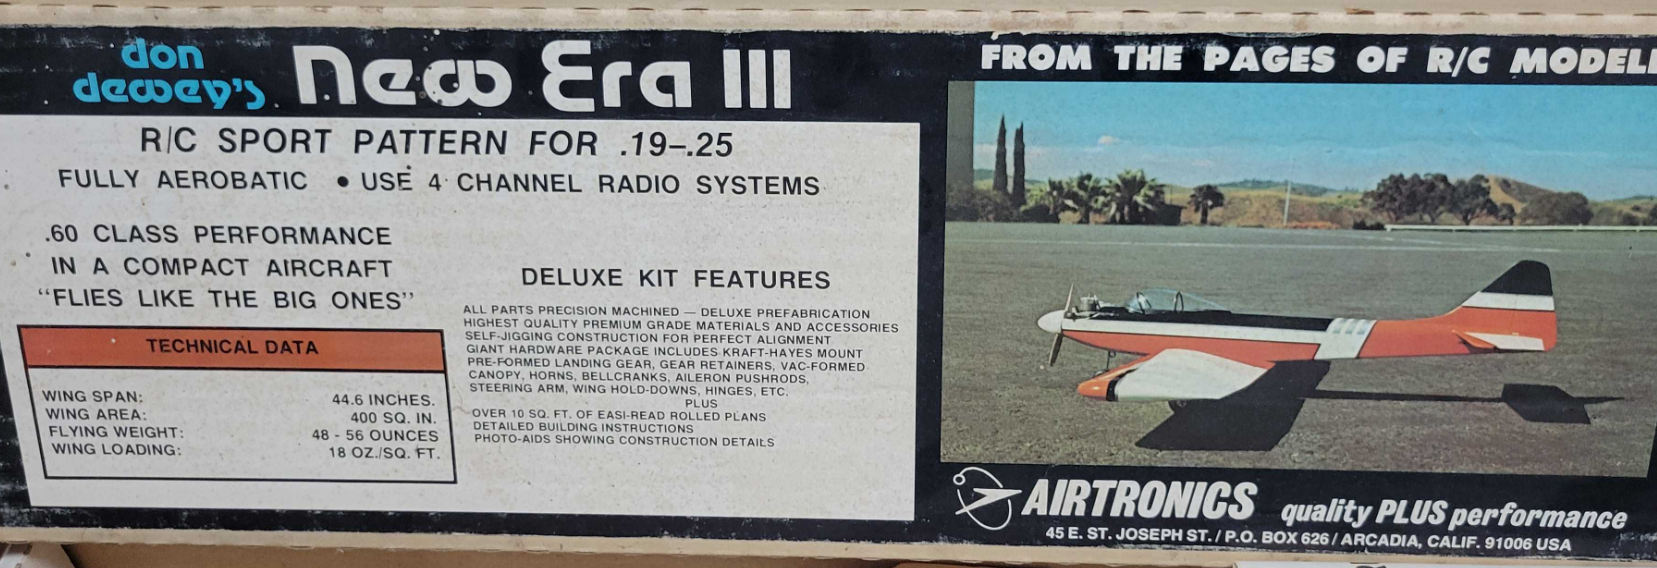 don
dewey's
New Era III
R/C SPORT PATTERN FOR .19–.25
FULLY AEROBATIC • USE 4 CHANNEL RADIO SYSTEMS
.60 CLASS PERFORMANCE
IN A COMPACT AIRCRAFT
"FLIES LIKE THE BIG ONES"
TECHNICAL DATA
WING SPAN: 44.6 INCHES.
WING AREA: 400 SQ. IN.
FLYING WEIGHT: 48 - 56 OUNCES
WING LOADING: 18 OZ./SQ. FT.
DELUXE KIT FEATURES
ALL PARTS PRECISION MACHINED — DELUXE PREFABRICATION
HIGHEST QUALITY PREMIUM GRADE MATERIALS AND ACCESSORIES
SELF-JIGGING CONSTRUCTION FOR PERFECT ALIGNMENT
GIANT HARDWARE PACKAGE INCLUDES KRAFT-HAYES MOUNT
PRE-FORMED LANDING GEAR, GEAR RETAINERS, VAC-FORMED
CANOPY, HORNS, BELLCRANKS, AILERON PUSHRODS,
STEERING ARM, WING HOLD-DOWNS, HINGES, ETC.
PLUS
OVER 10 SQ. FT. OF EASI-READ ROLLED PLANS
DETAILED BUILDING INSTRUCTIONS
PHOTO-AIDS SHOWING CONSTRUCTION DETAILS
FROM THE PAGES OF R/C MODEL
AIRTRONICS quality PLUS performance
45 E. ST. JOSEPH ST. / P.O. BOX 626 / ARCADIA, CALIF. 91006 USA